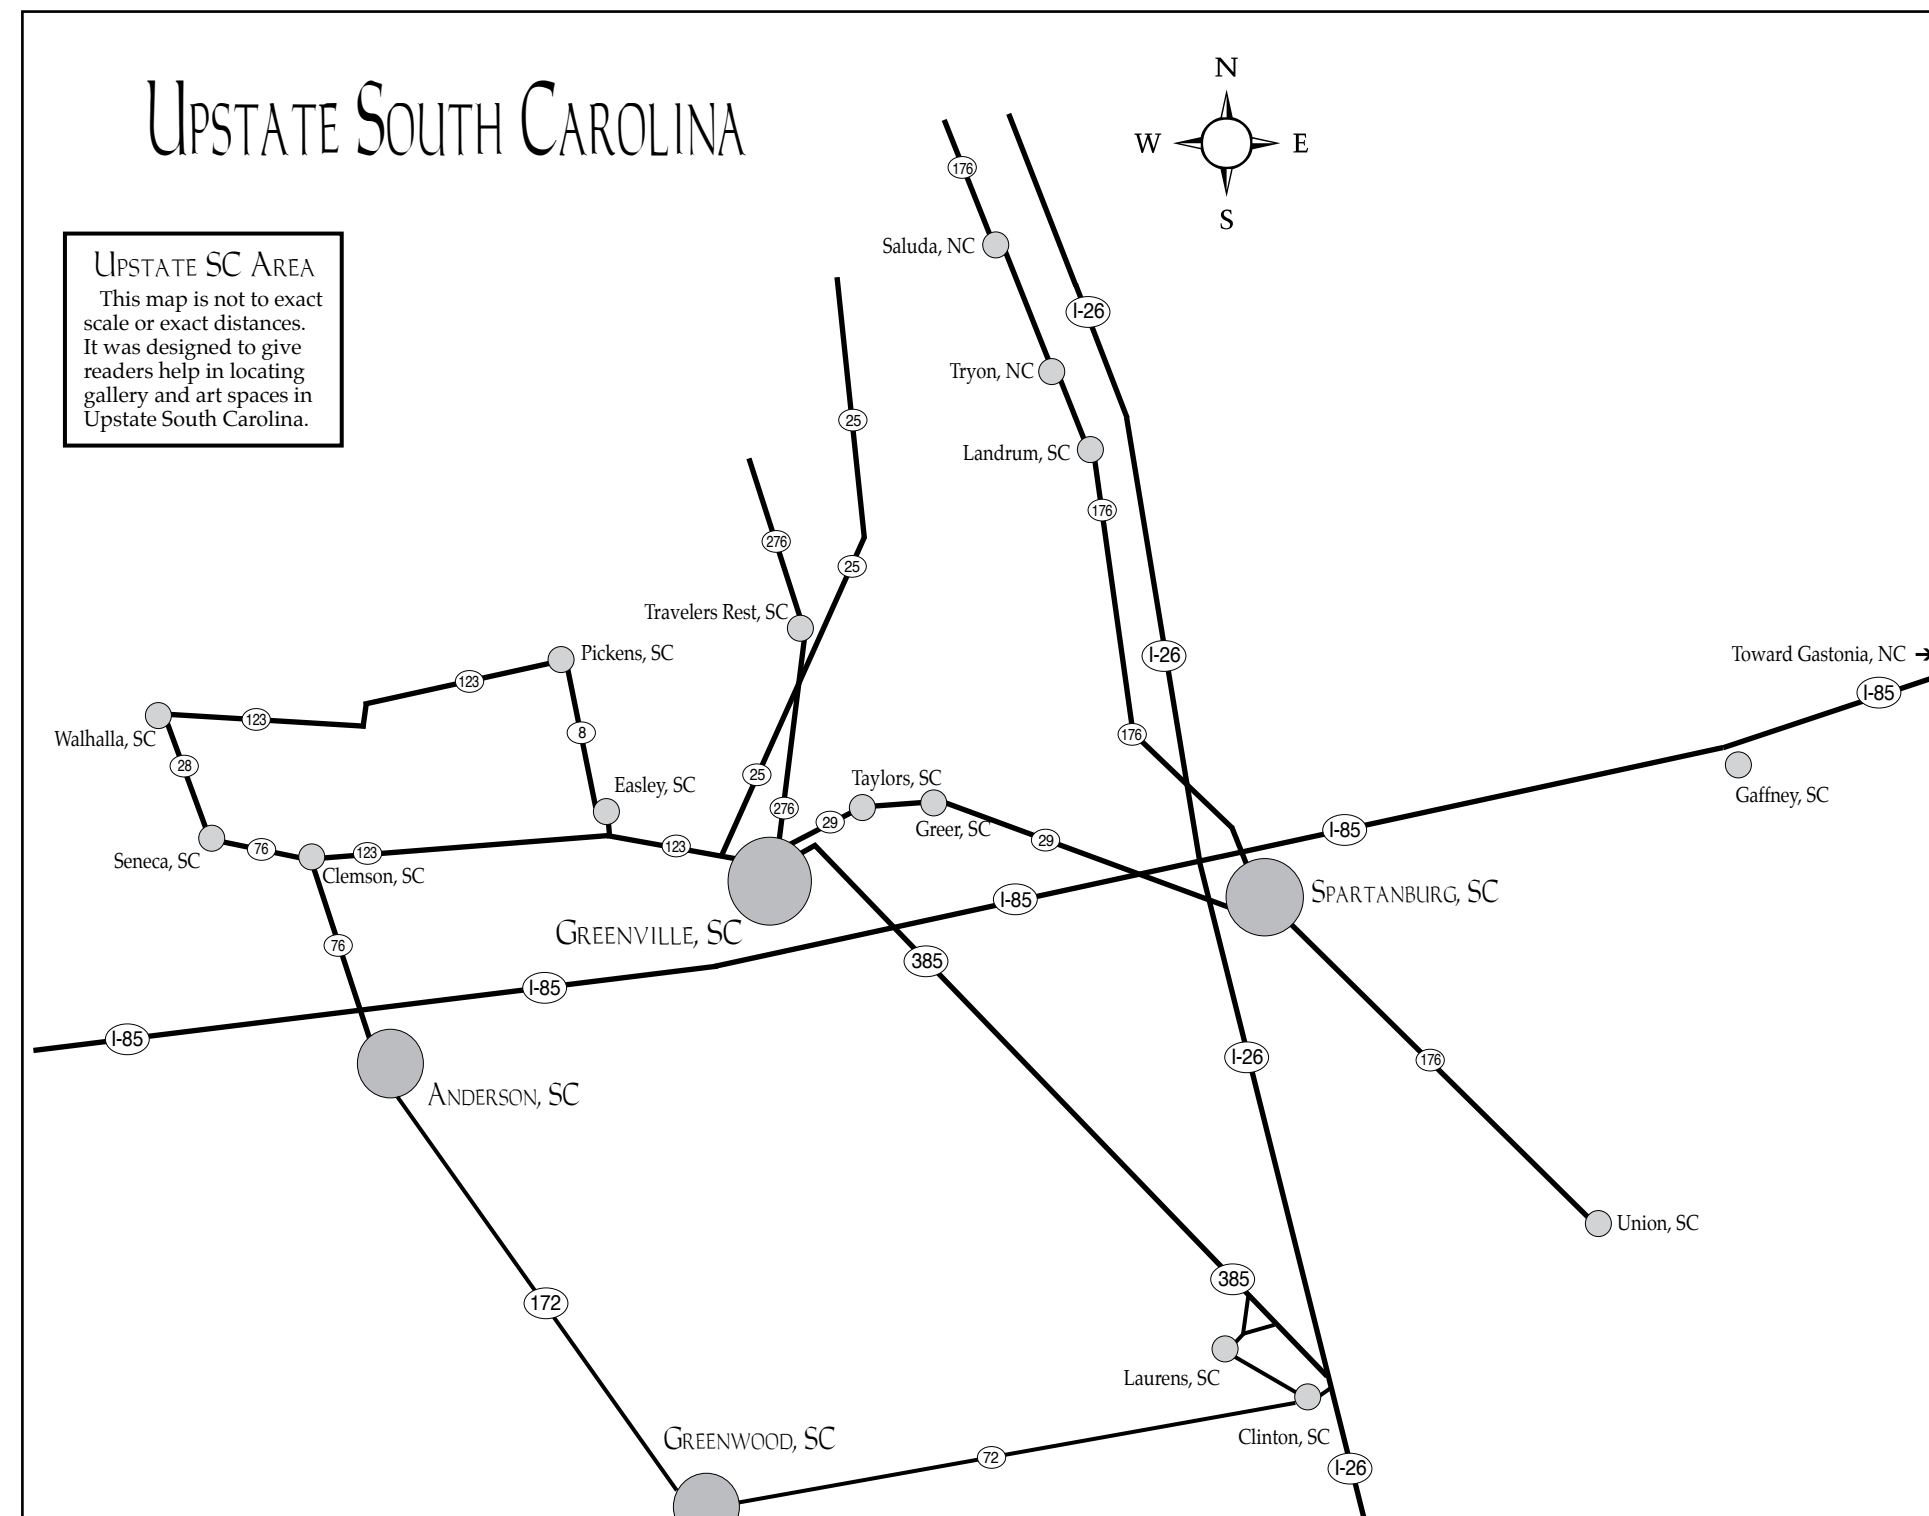 UPSTATE SOUTH CAROLINA
N
W E
S
UPSTATE SC AREA
This map is not to exact
scale or exact distances.
It was designed to give
readers help in locating
gallery and art spaces in
Upstate South Carolina.
176
Saluda, NC
I-26
Tryon, NC
25
Landrum, SC
176
276
25
Travelers Rest, SC
Pickens, SC
I-26
Toward Gastonia, NC ➔
123
I-85
123
Walhalla, SC
8
176
28
25
Taylors, SC
Gaffney, SC
Easley, SC
276
29
Greer, SC
I-85
29
Seneca, SC
76
123
123
Clemson, SC
I-85
SPARTANBURG, SC
GREENVILLE, SC
76
385
I-85
I-85
I-26
176
ANDERSON, SC
Union, SC
385
172
Laurens, SC
GREENWOOD, SC
Clinton, SC
72
I-26